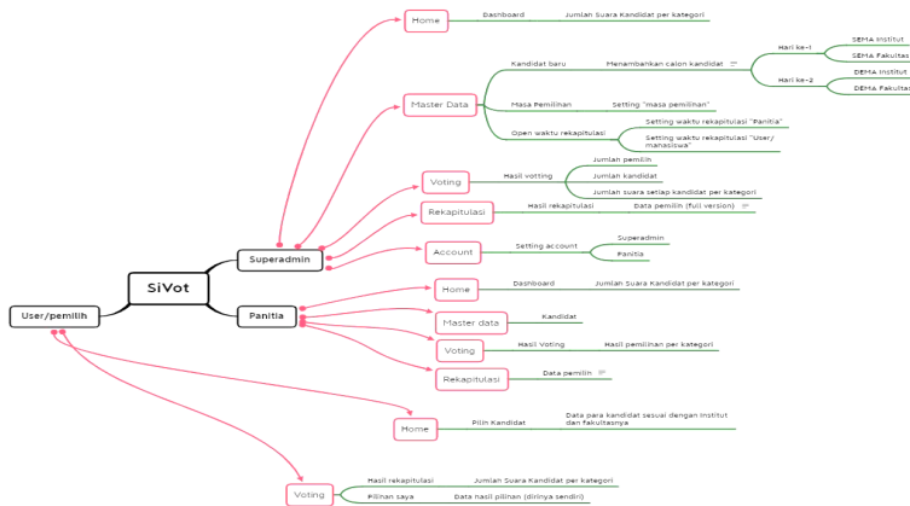 Home
Dashboard
Jumlah Suara Kandidat per kategori
Master Data
Kandidat baru
Menambahkan calon kandidat
Hari ke-1
SEMA Institut
SEMA Fakultas
Hari ke-2
DEMA Institut
DEMA Fakultas
Masa Pemilihan
Setting "masa pemilihan"
Open waktu rekapitulasi
Setting waktu rekapitulasi "Panitia"
Setting waktu rekapitulasi "User/
mahasiswa"
Voting
Hasil votting
Jumlah pemilih
Jumlah kandidat
Jumlah suara setiap kandidat per kategori
Rekapitulasi
Hasil rekapitulasi
Data pemilih (full version)
Account
Setting account
Superadmin
Panitia
Superadmin
SiVot
User/pemilih
Panitia
Home
Dashboard
Jumlah Suara Kandidat per kategori
Master data
Kandidat
Voting
Hasil Voting
Hasil pemilihan per kategori
Rekapitulasi
Data pemilih
Home
Pilih Kandidat
Data para kandidat sesuai dengan Institut
dan fakultasnya
Voting
Hasil rekapitulasi
Jumlah Suara Kandidat per kategori
Pilihan saya
Data hasil pilihan (dirinya sendiri)